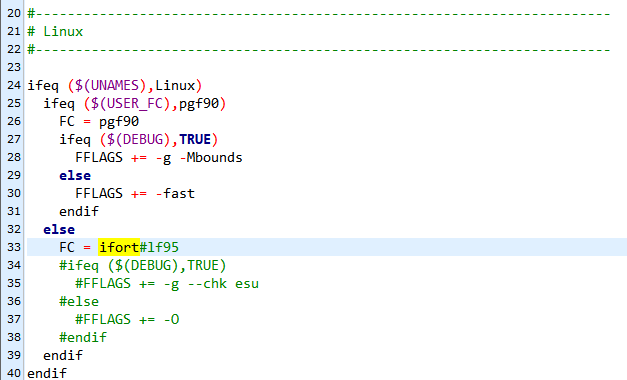 20 #------------------------------------------------------------------------
21 # Linux
22 #------------------------------------------------------------------------
23
24 ifeq ($(UNAMES),Linux)
25   ifeq ($(USER_FC),pgf90)
26     FC = pgf90
27     ifeq ($(DEBUG),TRUE)
28       FFLAGS += -g -Mbounds
29     else
30       FFLAGS += -fast
31     endif
32   else
33     FC = ifort#lf95
34     #ifeq ($(DEBUG),TRUE)
35       #FFLAGS += -g --chk esu
36     #else
37       #FFLAGS += -O
38     #endif
39   endif
40 endif